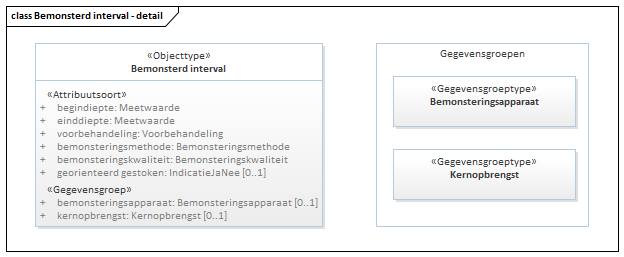 class Bemonsterd interval - detail
«Objecttype»
Bemonsterd interval
«Attribuutsoort»
+ begindiepte: Meetwaarde
+ einddiepte: Meetwaarde
+ voorbehandeling: Voorbehandeling
+ bemonsteringsmethode: Bemonsteringsmethode
+ bemonsteringskwaliteit: Bemonsteringskwaliteit
+ georienteerd gestoken: IndicatieJaNee [0..1]
«Gegevensgroep»
+ bemonsteringsapparaat: Bemonsteringsapparaat [0..1]
+ kernopbrengst: Kernopbrengst [0..1]
Gegevensgroepen
«Gegevensgroeptype»
Bemonsteringsapparaat
«Gegevensgroeptype»
Kernopbrengst